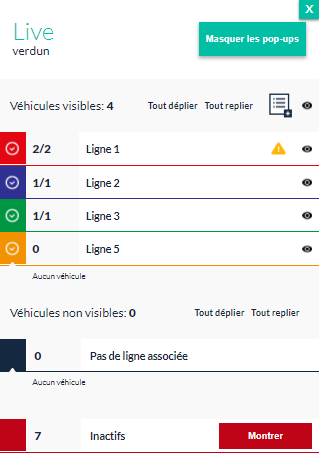 X
Live
verdun
Masquer les pop-ups
Véhicules visibles: 4 Tout déplier Tout replier
2/2 Ligne 1
1/1 Ligne 2
1/1 Ligne 3
0 Ligne 5
Aucun véhicule
Véhicules non visibles: 0 Tout déplier Tout replier
0 Pas de ligne associée
Aucun véhicule
7 Inactifs Montrer